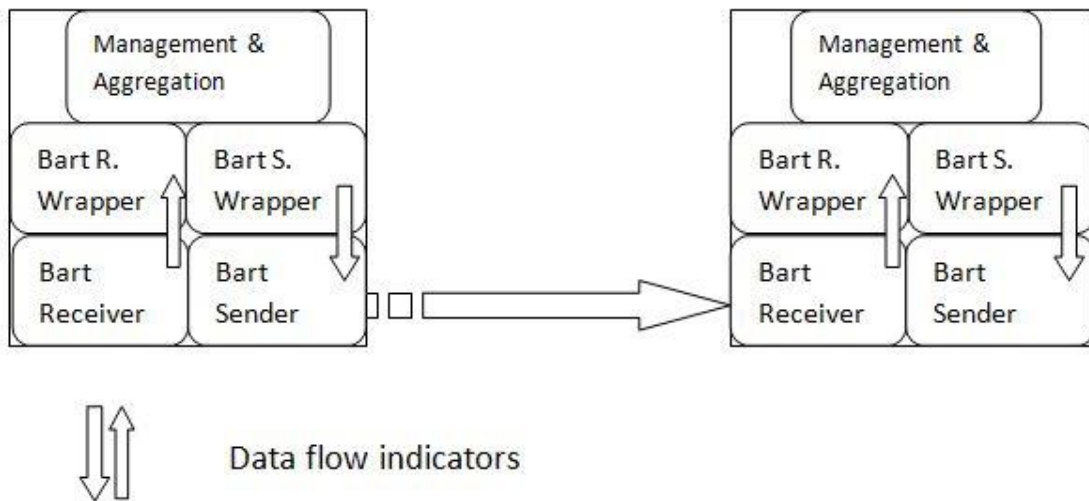 Management &
Aggregation
Bart R.
Wrapper
Bart S.
Wrapper
Bart
Receiver
Bart
Sender
Management &
Aggregation
Bart R.
Wrapper
Bart S.
Wrapper
Bart
Receiver
Bart
Sender
Data flow indicators